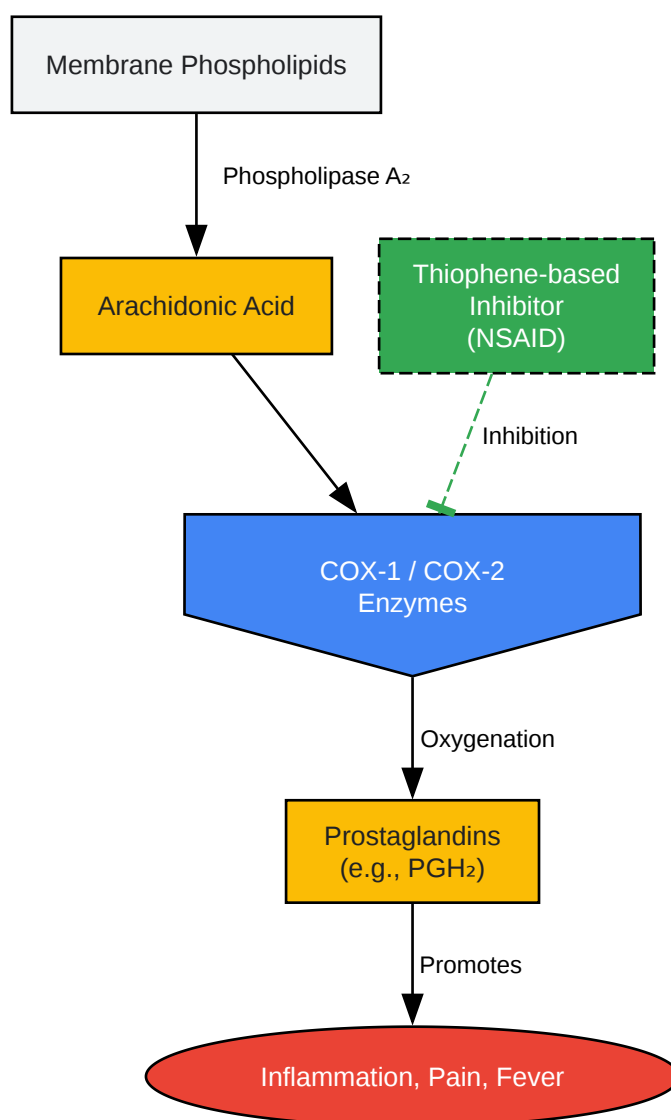 Membrane Phospholipids
Phospholipase A₂
Arachidonic Acid
Thiophene-based
Inhibitor
(NSAID)
Inhibition
COX-1 / COX-2
Enzymes
Oxygenation
Prostaglandins
(e.g., PGH₂)
Promotes
Inflammation, Pain, Fever